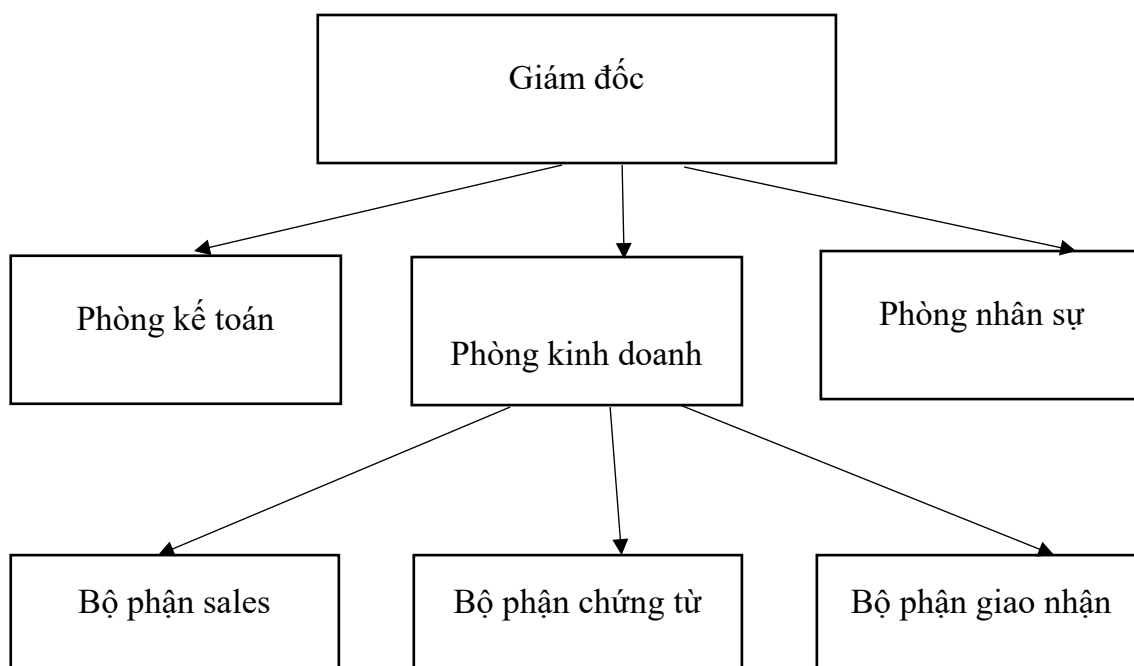 Giám đốc
Phòng kế toán
Phòng kinh doanh
Phòng nhân sự
Bộ phận sales
Bộ phận chứng từ
Bộ phận giao nhận